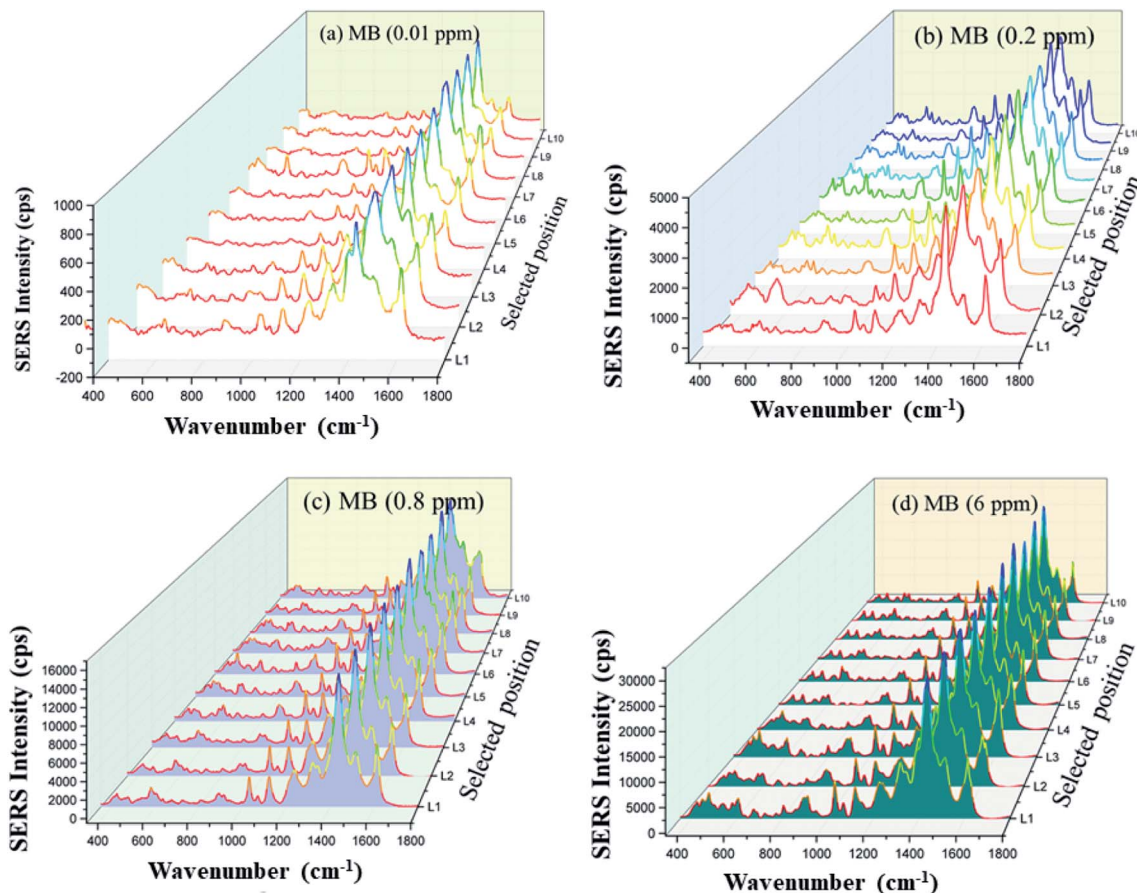 (a) MB (0.01 ppm)
SERS Intensity (cps)
1000
800
600
400
200
0
-200
400 600 800 1000 1200 1400 1600 1800
Wavenumber (cm-1)
L1
L2
L3
L4
L5
L6
L7
L8
L9
L10
Selected position
(b) MB (0.2 ppm)
SERS Intensity (cps)
5000
4000
3000
2000
1000
0
400 600 800 1000 1200 1400 1600 1800
Wavenumber (cm-1)
L1
L2
L3
L4
L5
L6
L7
L8
L9
L10
Selected position
(c) MB (0.8 ppm)
SERS Intensity (cps)
16000
14000
12000
10000
8000
6000
4000
2000
0
400 600 800 1000 1200 1400 1600 1800
Wavenumber (cm-1)
L1
L2
L3
L4
L5
L6
L7
L8
L9
L10
Selected position
(d) MB (6 ppm)
SERS Intensity (cps)
30000
25000
20000
15000
10000
5000
0
400 600 800 1000 1200 1400 1600 1800
Wavenumber (cm-1)
L1
L2
L3
L4
L5
L6
L7
L8
L9
L10
Selected position